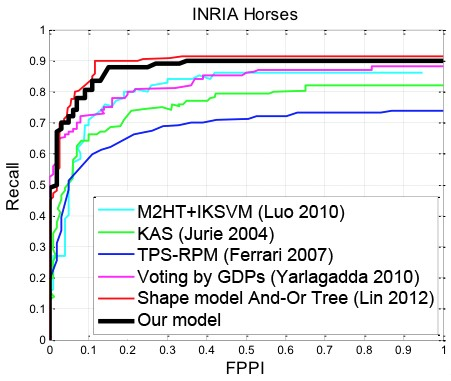 INRIA Horses
1
0.9
0.8
0.7
0.6
0.5
0.4
0.3
0.2
0.1
0
Recall
M2HT+IKSVM (Luo 2010)
KAS (Jurie 2004)
TPS-RPM (Ferrari 2007)
Voting by GDPs (Yarlagadda 2010)
Shape model And-Or Tree (Lin 2012)
Our model
0 0.1 0.2 0.3 0.4 0.5 0.6 0.7 0.8 0.9 1
FPPI